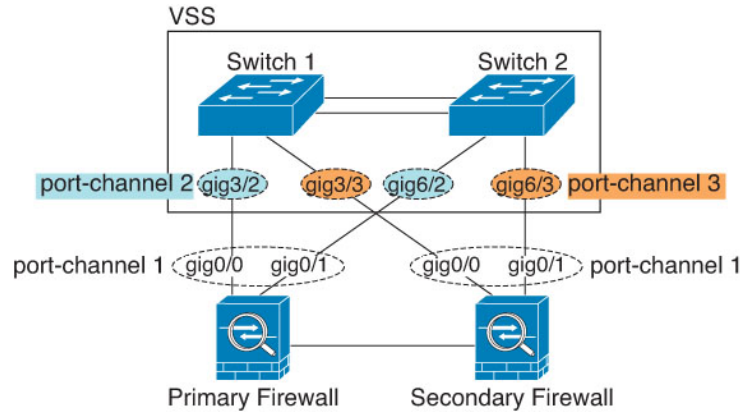 VSS
Switch 1 Switch 2
port-channel 2 gig3/2 gig3/3 gig6/2 gig6/3 port-channel 3
port-channel 1 gig0/0 gig0/1 gig0/0 gig0/1 port-channel 1
Primary Firewall Secondary Firewall